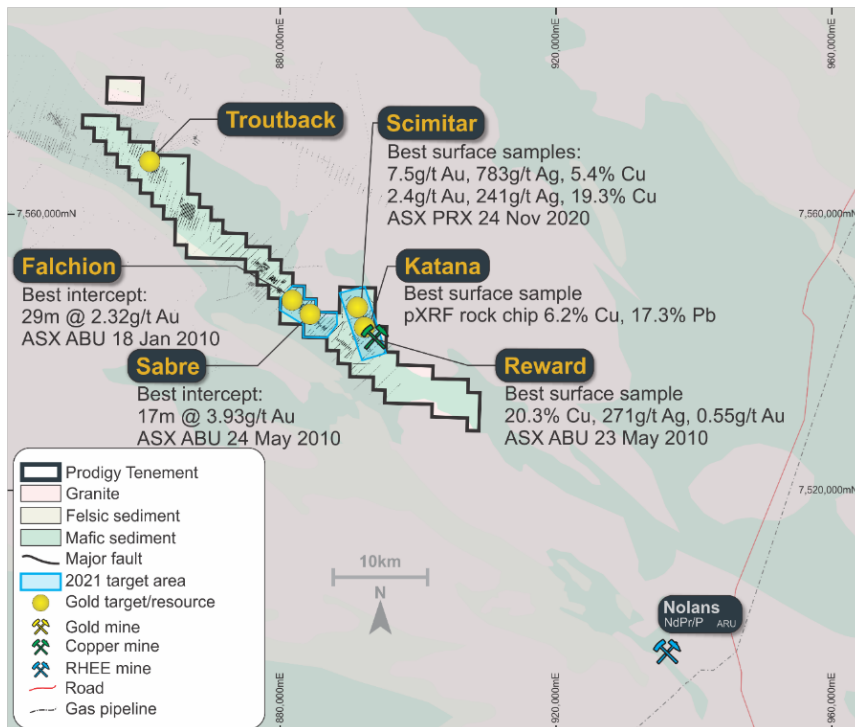 880,000mE
920,000mE
960,000mE
Troutback
Scimitar
Best surface samples:
7.5g/t Au, 783g/t Ag, 5.4% Cu
2.4g/t Au, 241g/t Ag, 19.3% Cu
ASX PRX 24 Nov 2020
7,560,000mN
7,560,000mN
Falchion
Best intercept:
29m @ 2.32g/t Au
ASX ABU 18 Jan 2010
Katana
Best surface sample
pXRF rock chip 6.2% Cu, 17.3% Pb
Sabre
Best intercept:
17m @ 3.93g/t Au
ASX ABU 24 May 2010
Reward
Best surface sample
20.3% Cu, 271g/t Ag, 0.55g/t Au
ASX ABU 23 May 2010
7,520,000mN
Prodigy Tenement
Granite
Felsic sediment
Mafic sediment
Major fault
2021 target area
Gold target/resource
Gold mine
Copper mine
RHEE mine
Road
Gas pipeline
10km
N
Nolans
NdPr/P ARU
880,000mE
920,000mE
960,000mE